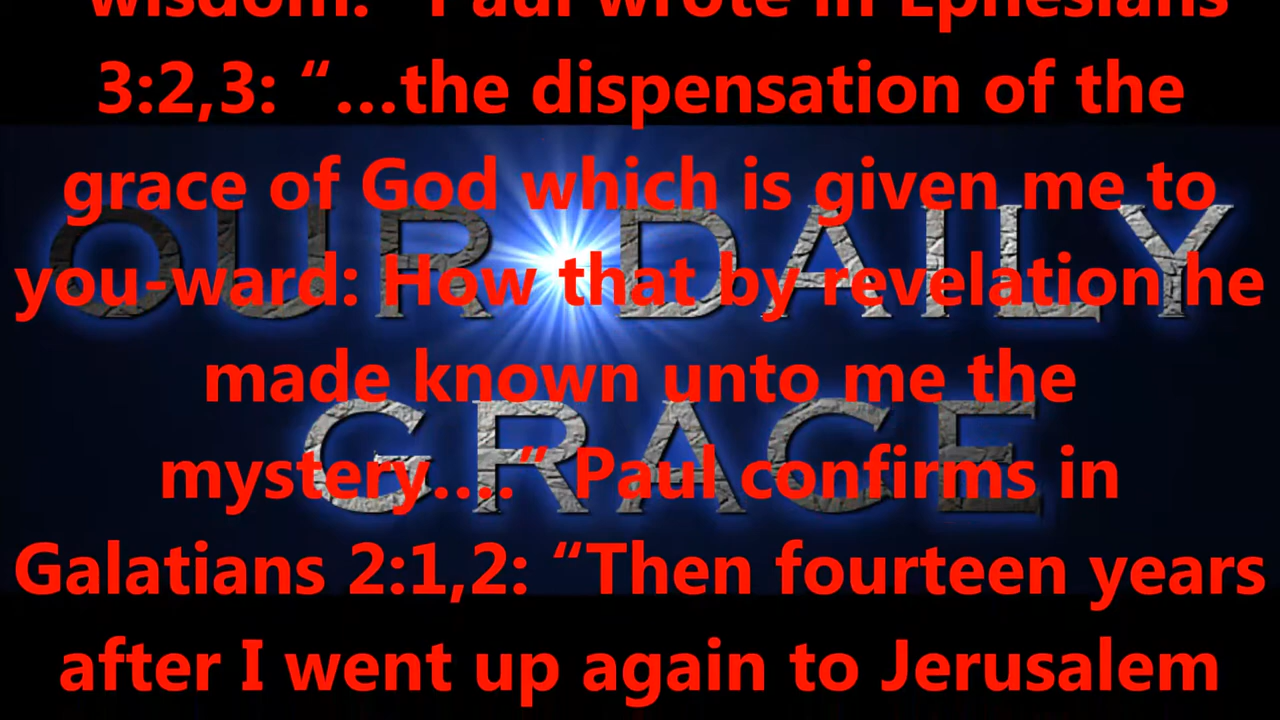 wisdom." Paul wrote in Ephesians
3:2,3: “…the dispensation of the
grace of God which is given me to
you-ward: How that by revelation he
made known unto me the
mystery….” Paul confirms in
Galatians 2:1,2: “Then fourteen years
after I went up again to Jerusalem
OUR DAILY
GRACE